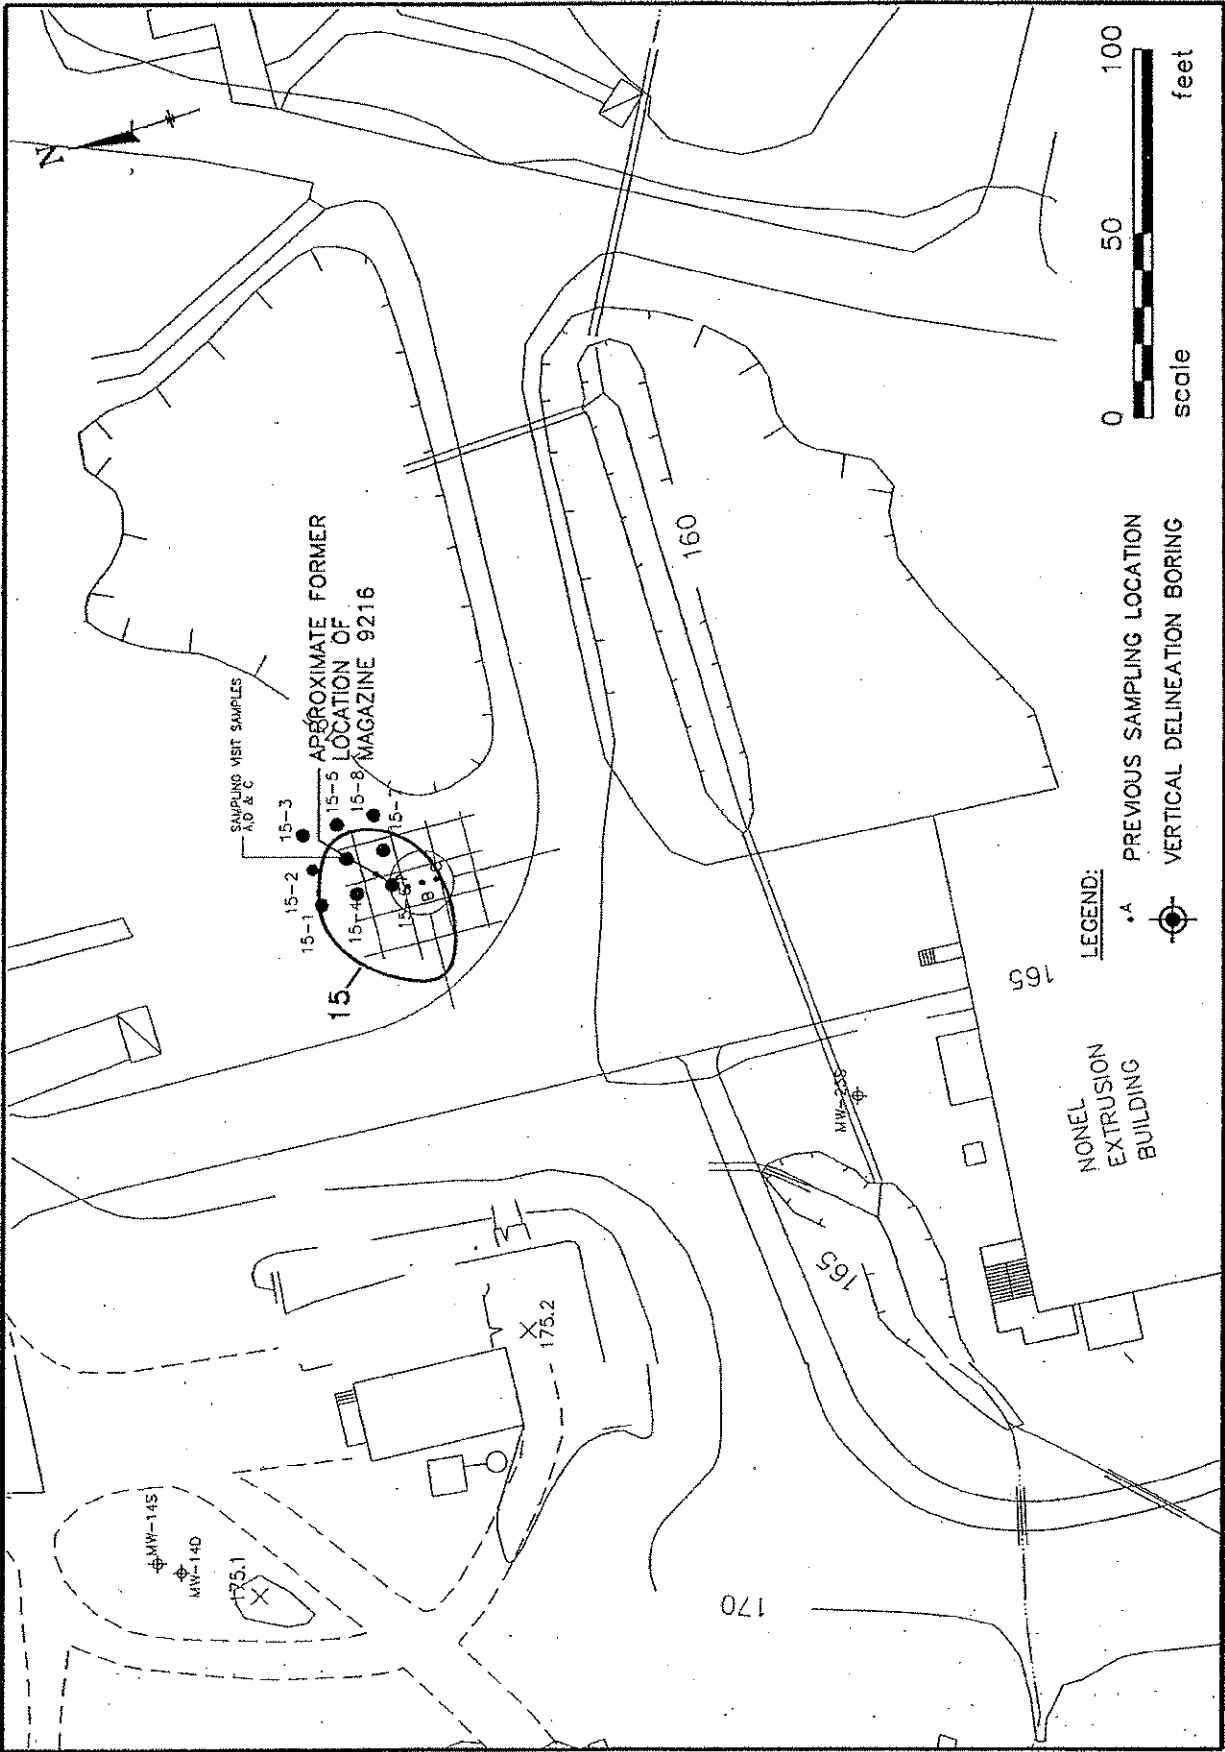 N
SAMPLING VISIT SAMPLES
A,D & C
APPROXIMATE FORMER
LOCATION OF
MAGAZINE 9216
15-1
15-2
15-3
15-4
15-5
15-8
B
15
160
165
165
170
175.1
175.2
MW-14S
MW-14D
NONEL
EXTRUSION
BUILDING
LEGEND:
.A PREVIOUS SAMPLING LOCATION
VERTICAL DELINEATION BORING
0 50 100
scale feet